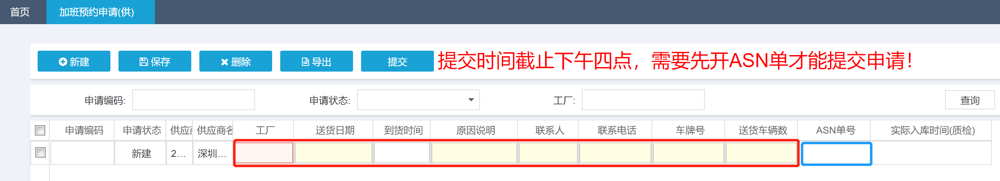 首页 加班预约申请(供)
新建 保存 删除 导出 提交 提交时间截止下午四点，需要先开ASN单才能提交申请！
申请编码: 申请状态: 工厂: 查询
申请编码 申请状态 供应 供应商名 工厂 送货日期 到货时间 原因说明 联系人 联系电话 车牌号 送货车辆数 ASN单号 实际入库时间(质检)
新建 2... 深圳...